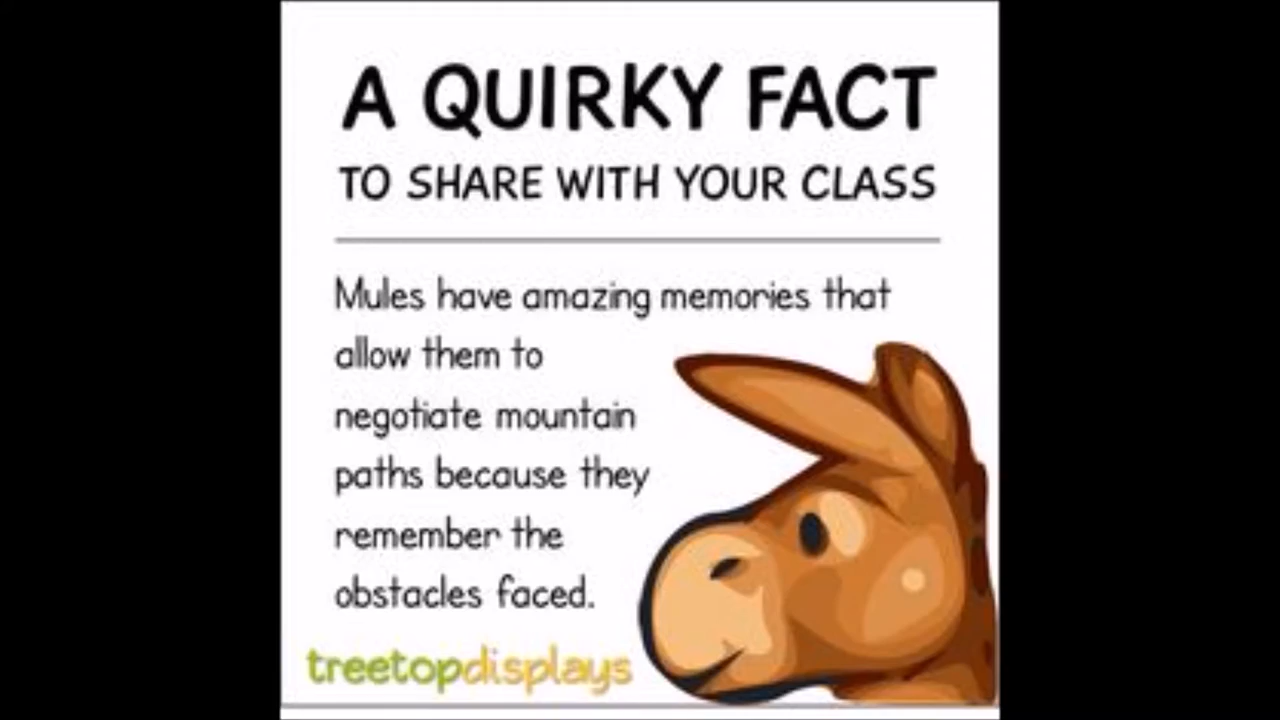 A QUIRKY FACT
TO SHARE WITH YOUR CLASS
Mules have amazing memories that
allow them to
negotiate mountain
paths because they
remember the
obstacles faced.
treetopdisplays